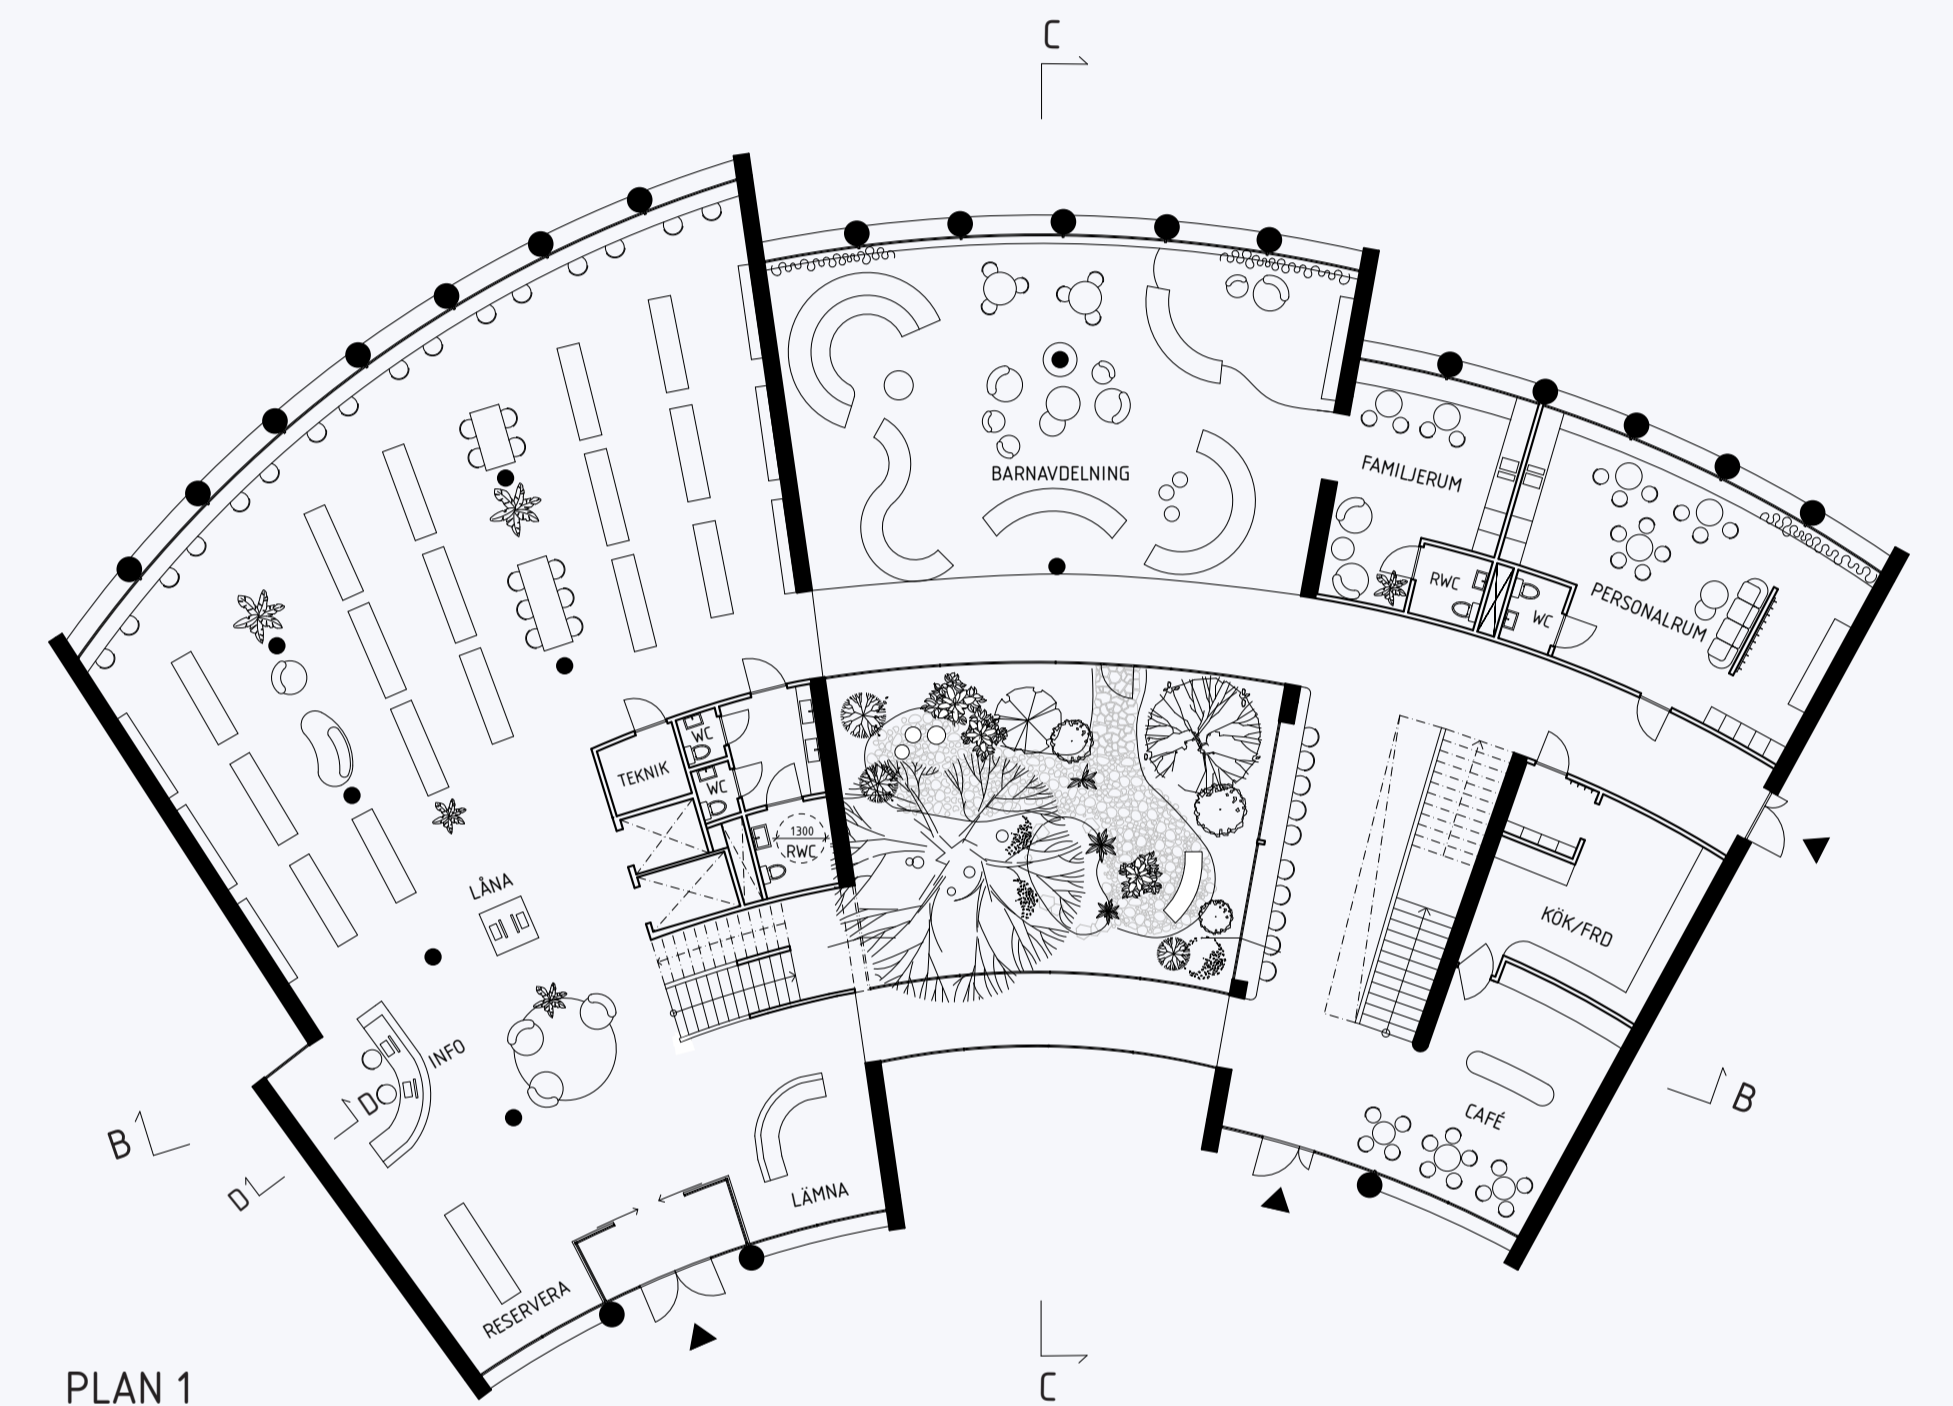 C
BARNAVDELNING
FAMILJERUM
RWC
WC
PERSONALRUM
WC
TEKNIK
WC
1300
RWC
LÅNA
KÖK/FRD
INFO
D
B
B
CAFÉ
D
LÄMNA
RESERVERA
C
PLAN 1